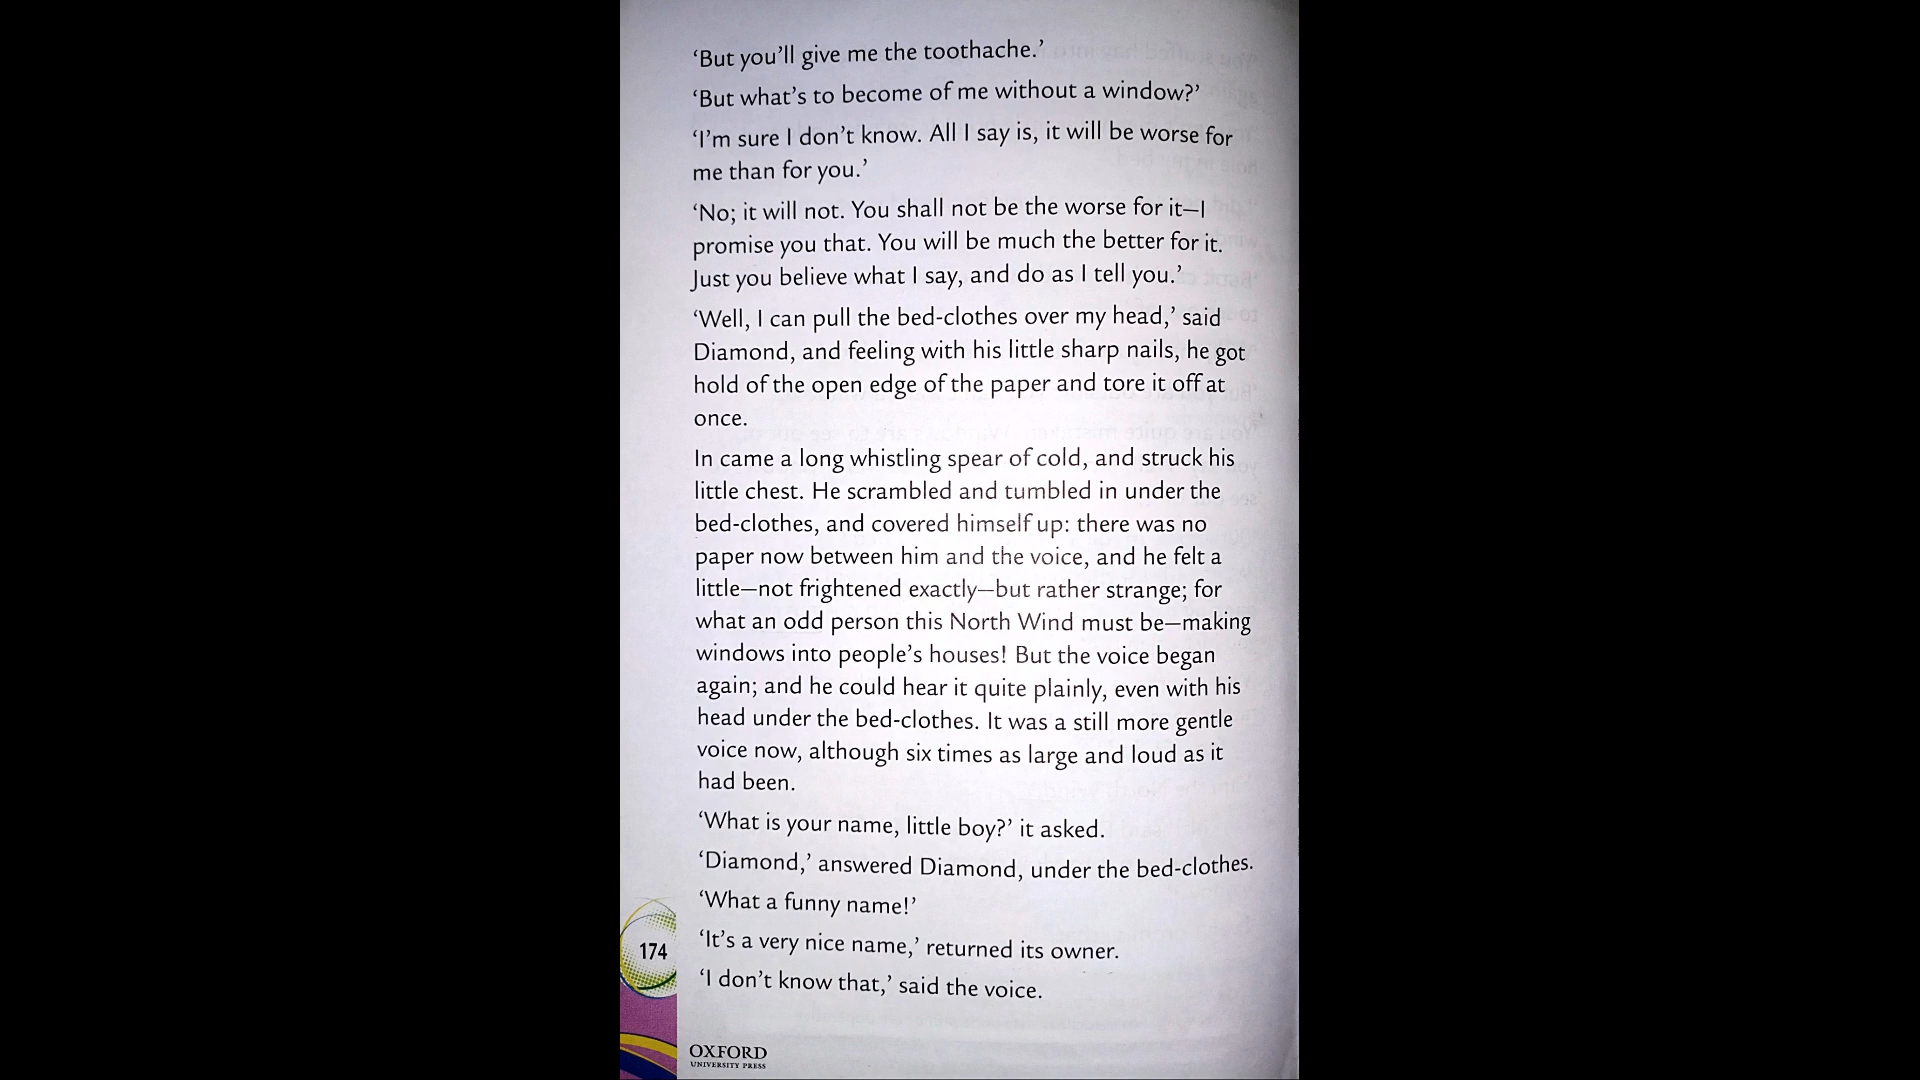 ‘But you’ll give me the toothache.’
‘But what’s to become of me without a window?’
‘I’m sure I don’t know. All I say is, it will be worse for
me than for you.’
‘No; it will not. You shall not be the worse for it—I
promise you that. You will be much the better for it.
Just you believe what I say, and do as I tell you.’
‘Well, I can pull the bed-clothes over my head,’ said
Diamond, and feeling with his little sharp nails, he got
hold of the open edge of the paper and tore it off at
once.
In came a long whistling spear of cold, and struck his
little chest. He scrambled and tumbled in under the
bed-clothes, and covered himself up: there was no
paper now between him and the voice, and he felt a
little—not frightened exactly—but rather strange; for
what an odd person this North Wind must be—making
windows into people’s houses! But the voice began
again; and he could hear it quite plainly, even with his
head under the bed-clothes. It was a still more gentle
voice now, although six times as large and loud as it
had been.
‘What is your name, little boy?’ it asked.
‘Diamond,’ answered Diamond, under the bed-clothes.
‘What a funny name!’
‘It’s a very nice name,’ returned its owner.
‘I don’t know that,’ said the voice.
174
OXFORD
UNIVERSITY PRESS